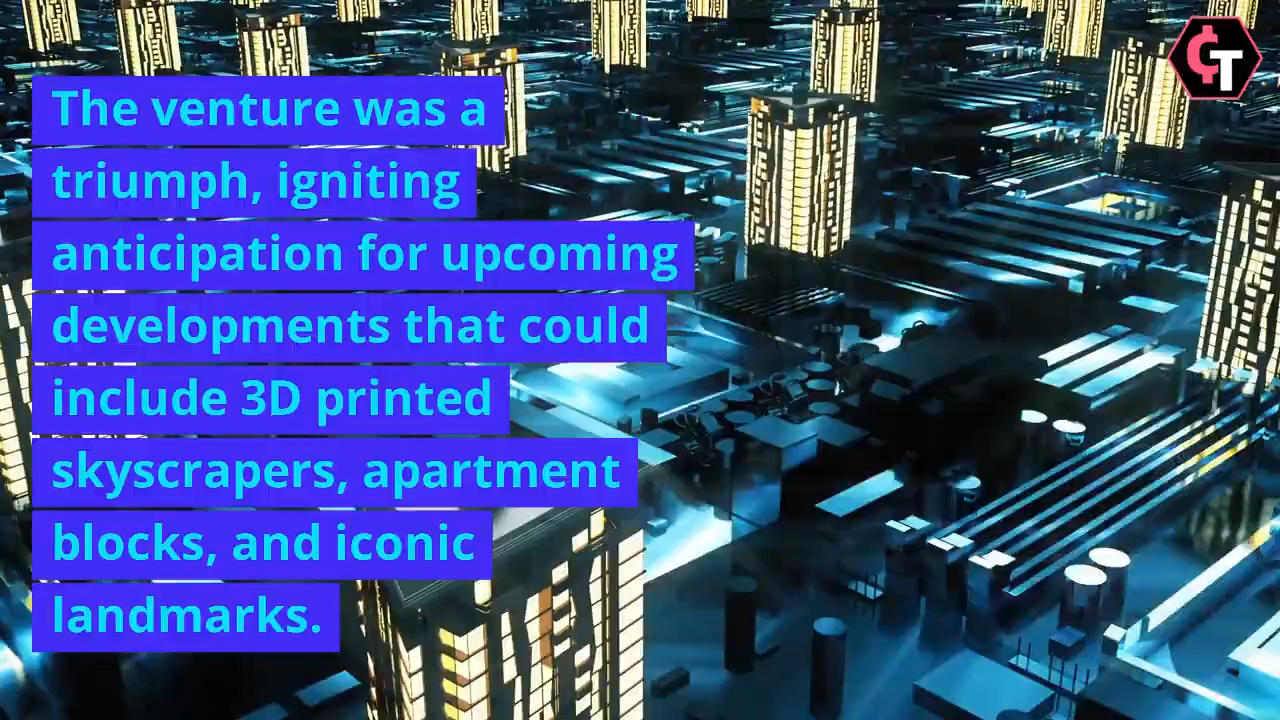 The venture was a
triumph, igniting
anticipation for upcoming
developments that could
include 3D printed
skyscrapers, apartment
blocks, and iconic
landmarks.